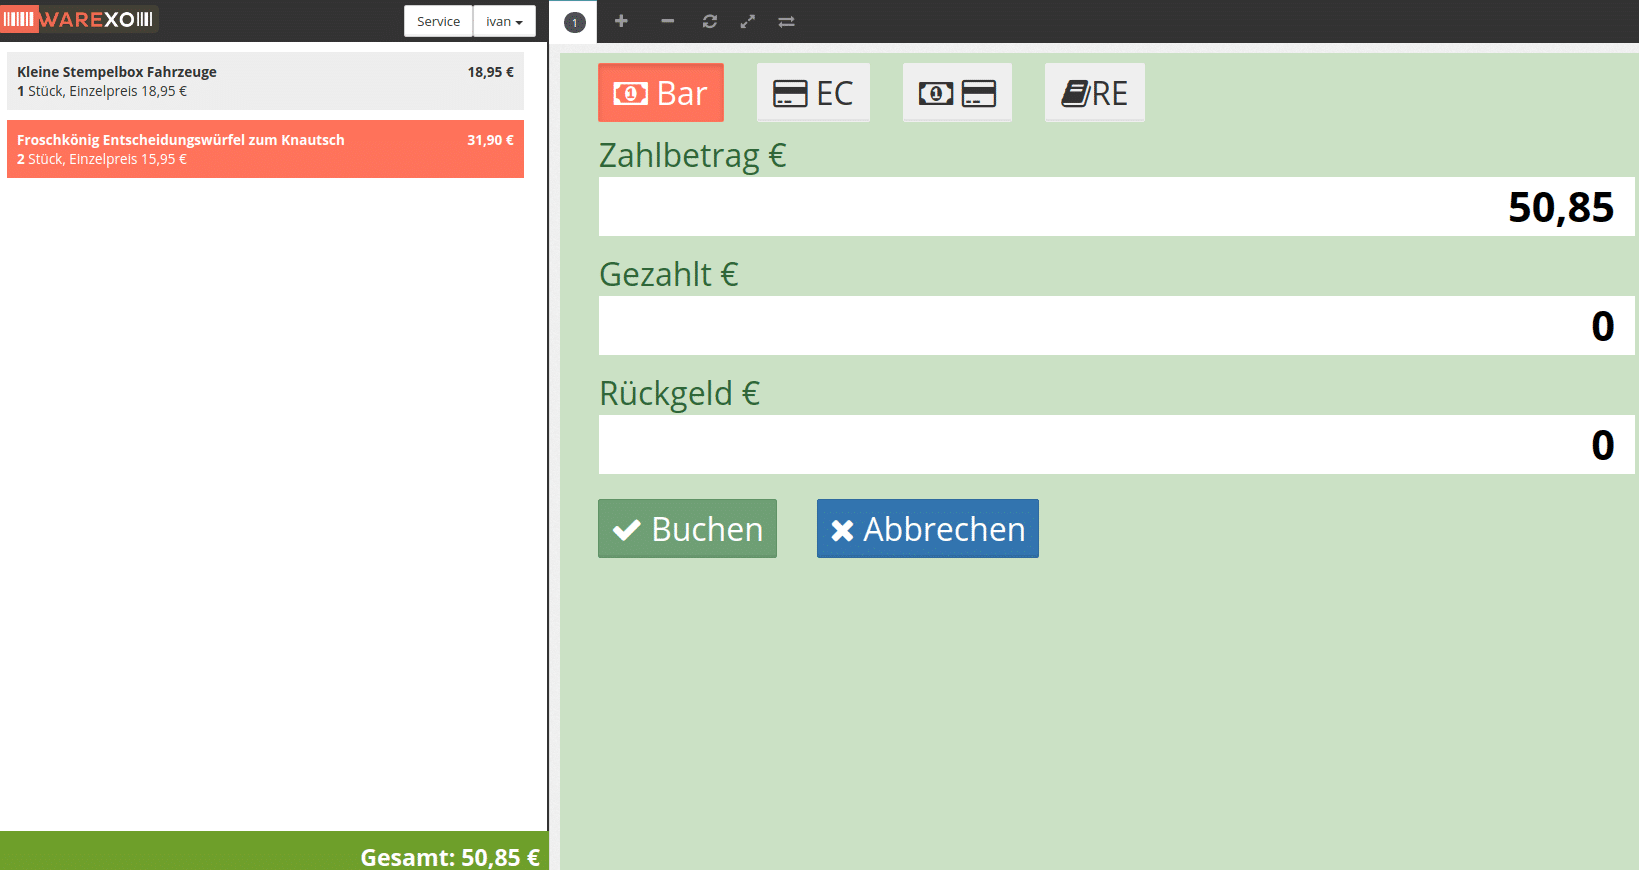 WAREXO
Service
ivan
1
Kleine Stempelbox Fahrzeuge 18,95 €
1 Stück, Einzelpreis 18,95 €
Froschkönig Entscheidungswürfel zum Knautsch 31,90 €
2 Stück, Einzelpreis 15,95 €
Gesamt: 50,85 €
1 Bar
EC
1
RE
Zahlbetrag €
50,85
Gezahlt €
0
Rückgeld €
0
Buchen
Abbrechen